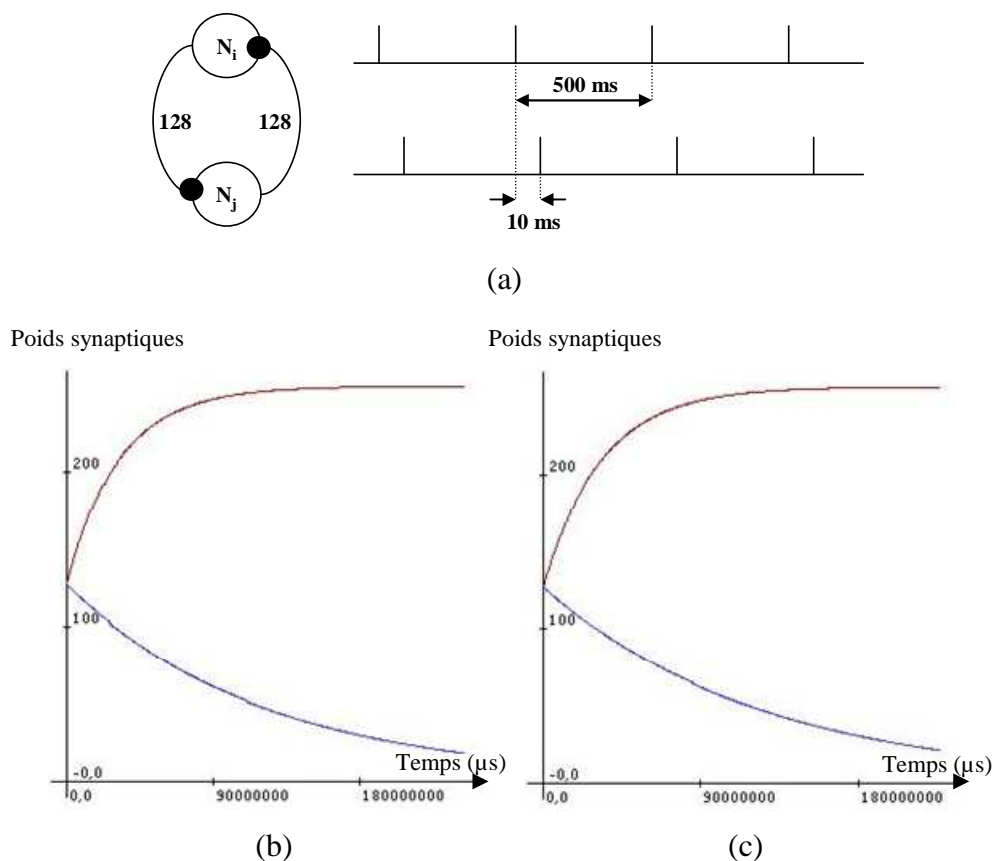 N_i
500 ms
128 128
N_j
10 ms
(a)
Poids synaptiques
200
100
-0,0
0,0 90000000 180000000
Temps (µs)
(b)
Poids synaptiques
200
100
-0,0
0,0 90000000 180000000
Temps (µs)
(c)